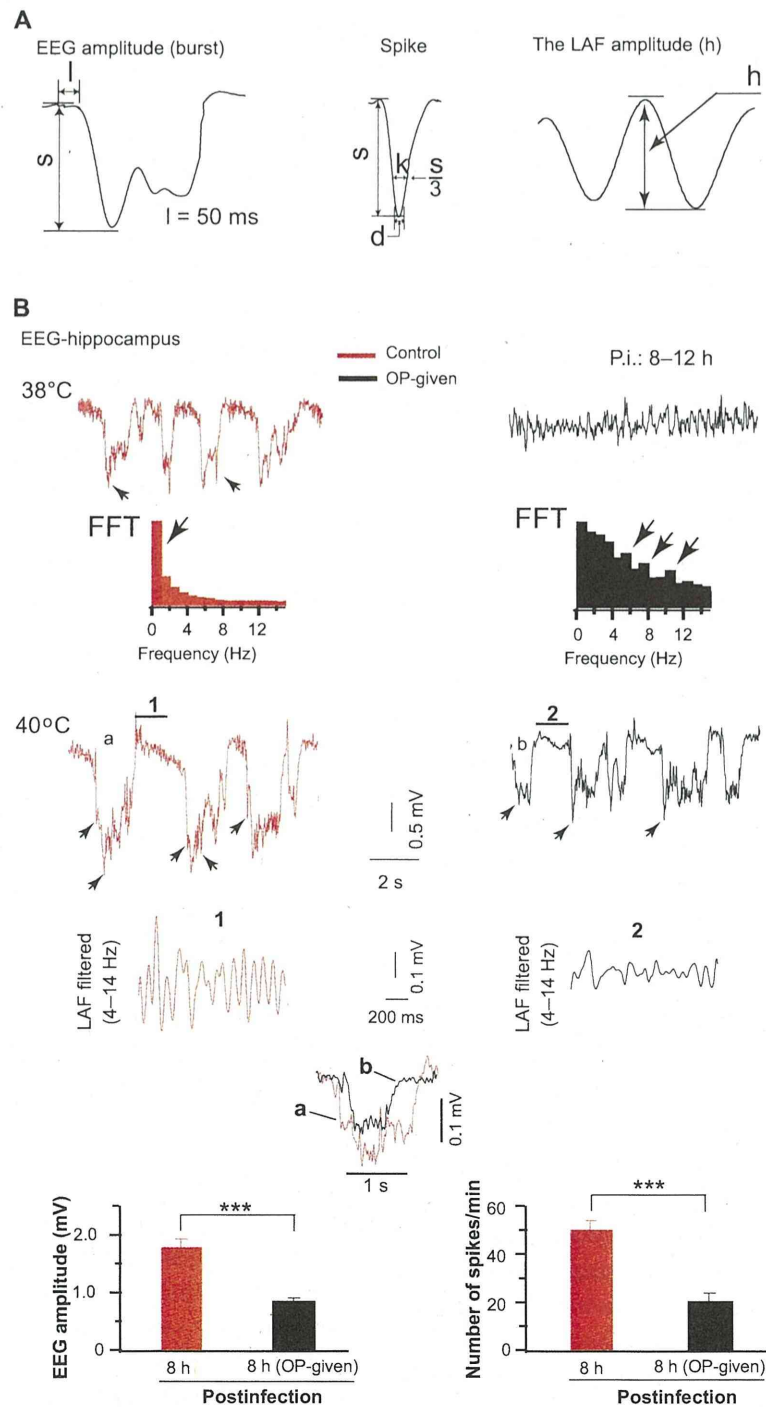 A
EEG amplitude (burst)
Spike
The LAF amplitude (h)
l
s
l = 50 ms
s
k
s
3
d
h
B
EEG-hippocampus
Control
OP-given
P.i.: 8–12 h
38°C
FFT
0 4 8 12
Frequency (Hz)
FFT
0 4 8 12
Frequency (Hz)
40°C
a
1
b
2
0.5 mV
2 s
LAF filtered
(4–14 Hz)
1
0.1 mV
200 ms
LAF filtered
(4–14 Hz)
2
a
b
0.1 mV
1 s
EEG amplitude (mV)
2.0
1.0
0
***
8 h
8 h (OP-given)
Postinfection
Number of spikes/min
60
40
20
0
***
8 h
8 h (OP-given)
Postinfection